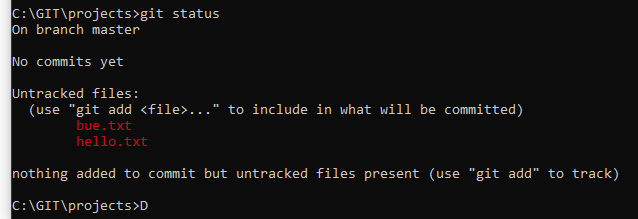 C:\GIT\projects>git status
On branch master
No commits yet
Untracked files:
(use "git add <file>..." to include in what will be committed)
bue.txt
hello.txt
nothing added to commit but untracked files present (use "git add" to track)
C:\GIT\projects>D